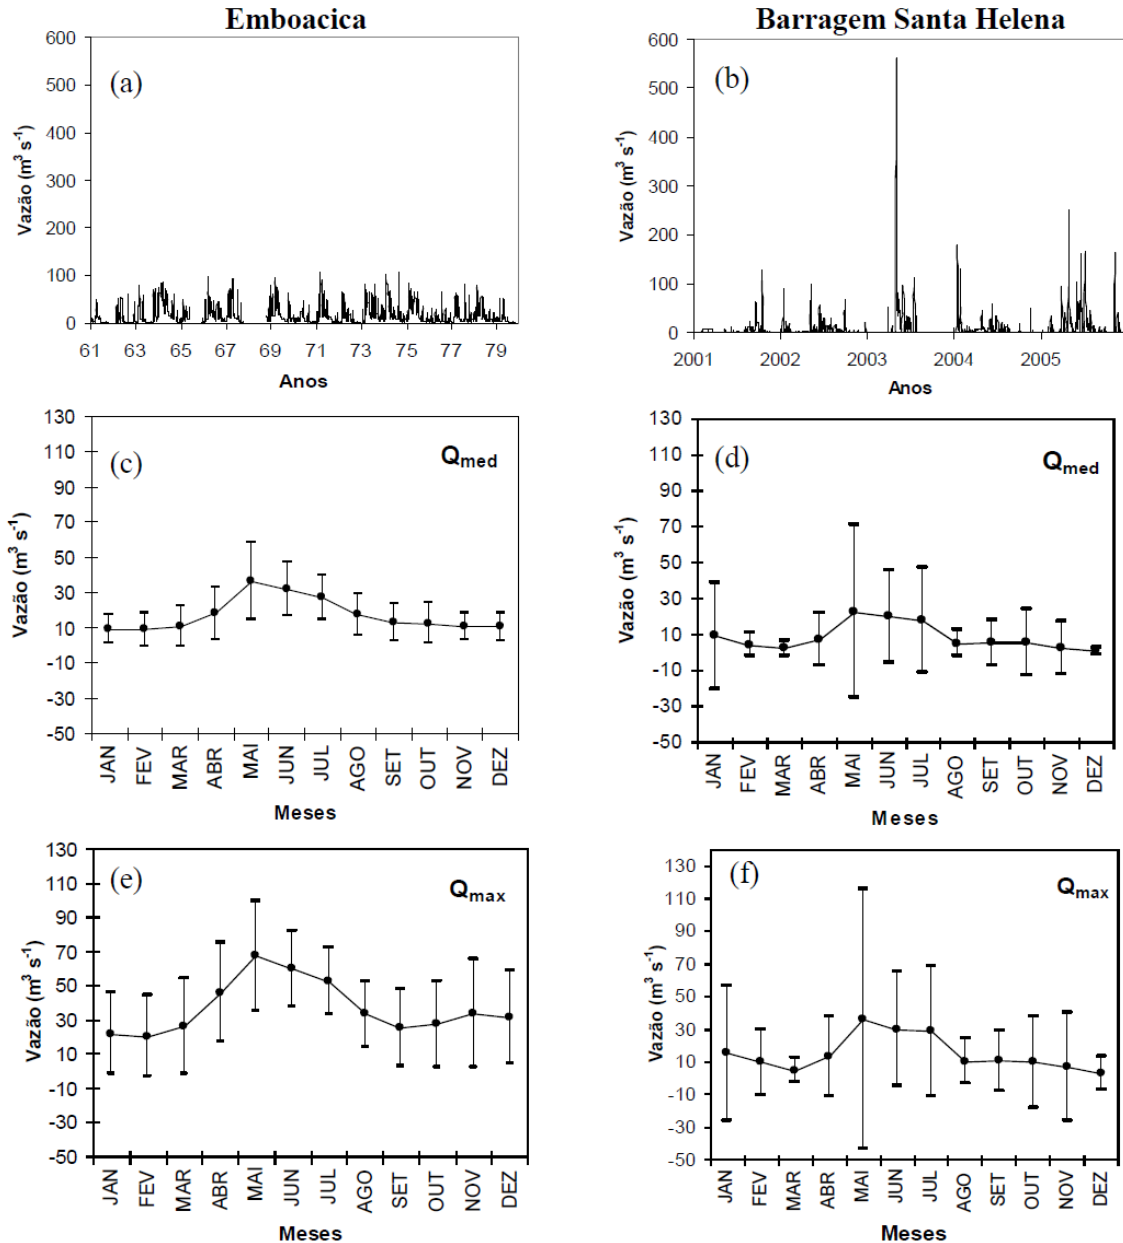 Emboacica
Barragem Santa Helena
600
500
400
300
200
100
0
Vazão (m³ s⁻¹)
(a)
61 63 65 67 69 71 73 75 77 79
Anos
600
500
400
300
200
100
0
Vazão (m³ s⁻¹)
(b)
2001 2002 2003 2004 2005
Anos
130
110
90
70
50
30
10
-10
-30
-50
Vazão (m³ s⁻¹)
(c)
Qmed
JAN FEV MAR ABR MAI JUN JUL AGO SET OUT NOV DEZ
Meses
130
110
90
70
50
30
10
-10
-30
-50
Vazão (m³ s⁻¹)
(d)
Qmed
JAN FEV MAR ABR MAI JUN JUL AGO SET OUT NOV DEZ
Meses
130
110
90
70
50
30
10
-10
-30
-50
Vazão (m³ s⁻¹)
(e)
Qmax
JAN FEV MAR ABR MAI JUN JUL AGO SET OUT NOV DEZ
Meses
130
110
90
70
50
30
10
-10
-30
-50
Vazão (m³ s⁻¹)
(f)
Qmax
JAN FEV MAR ABR MAI JUN JUL AGO SET OUT NOV DEZ
Meses